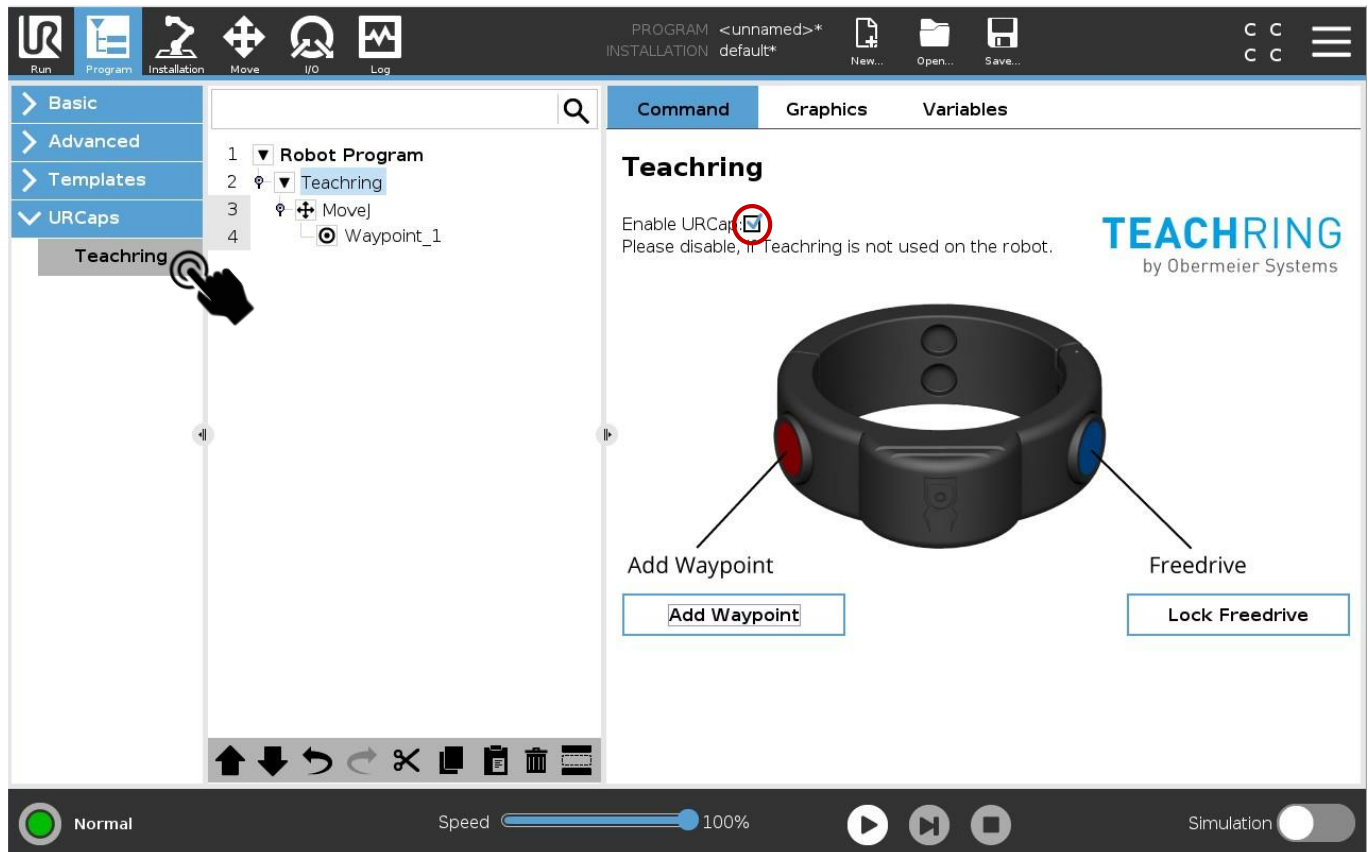 PROGRAM <unnamed>*
INSTALLATION default*
Run Program Installation Move I/O Log New... Open... Save...
C C
C C
Basic
Advanced
Templates
URCaps
Teachring
1 Robot Program
2 Teachring
3 MoveJ
4 Waypoint_1
Command Graphics Variables
Teachring
Enable URCap:
Please disable, if Teachring is not used on the robot.
TEACHRING
by Obermeier Systems
Add Waypoint Freedrive
Add Waypoint Lock Freedrive
Normal Speed 100% Simulation